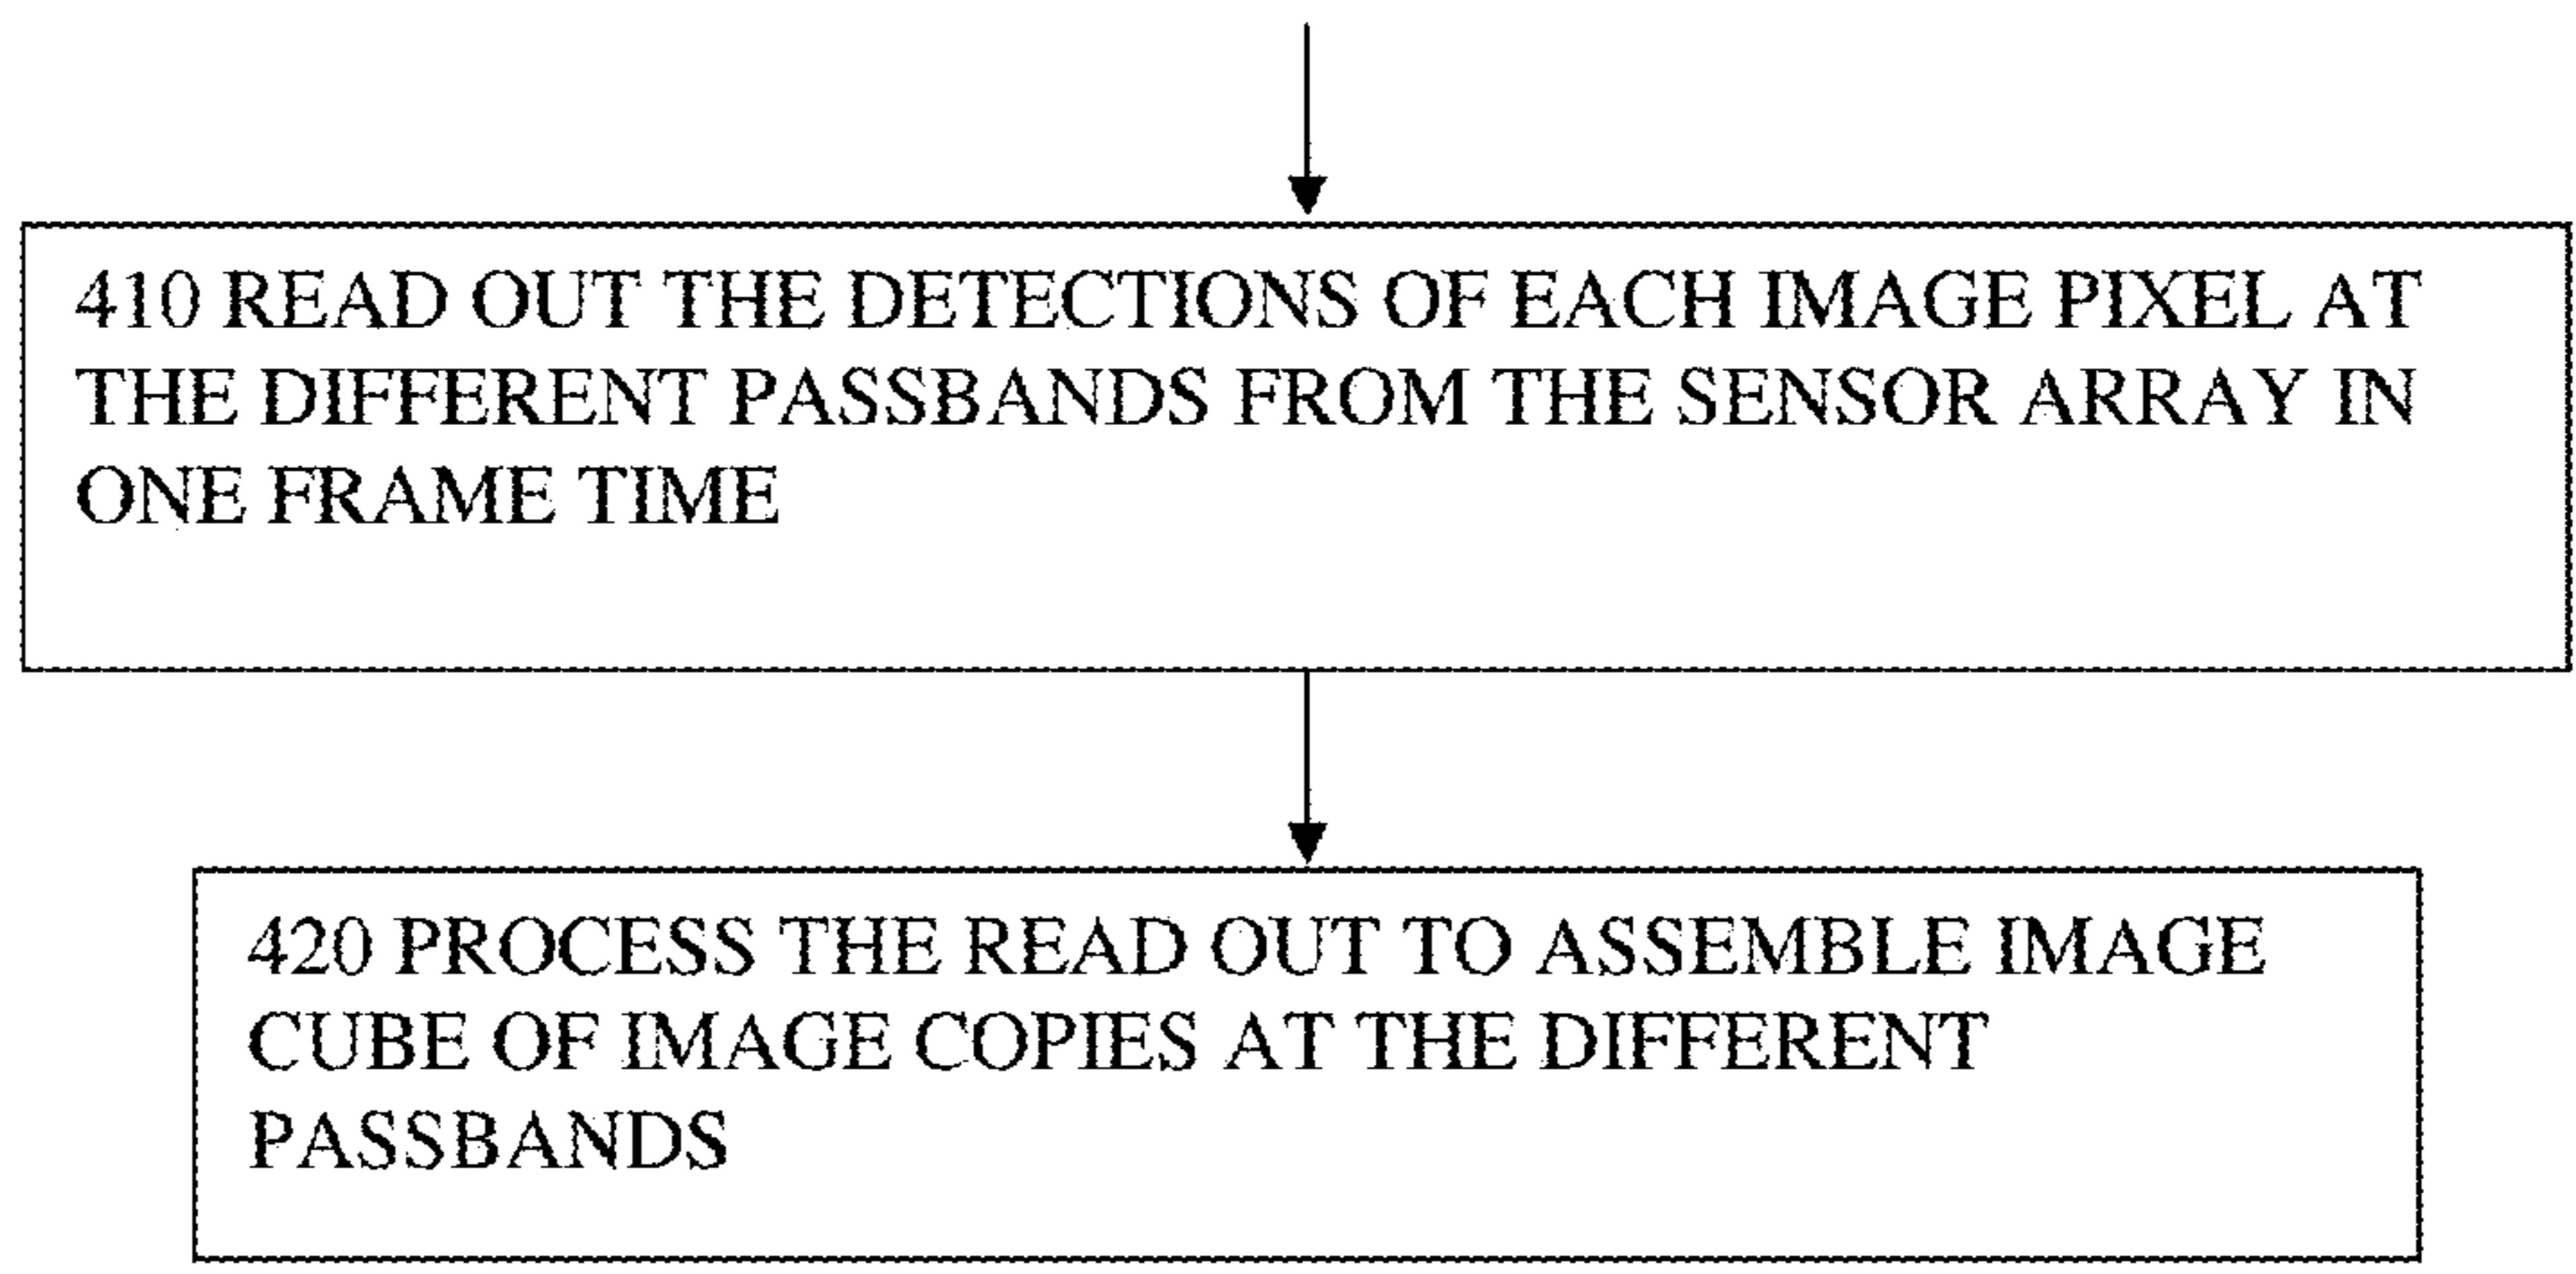 410 READ OUT THE DETECTIONS OF EACH IMAGE PIXEL AT
THE DIFFERENT PASSBANDS FROM THE SENSOR ARRAY IN
ONE FRAME TIME
420 PROCESS THE READ OUT TO ASSEMBLE IMAGE
CUBE OF IMAGE COPIES AT THE DIFFERENT
PASSBANDS